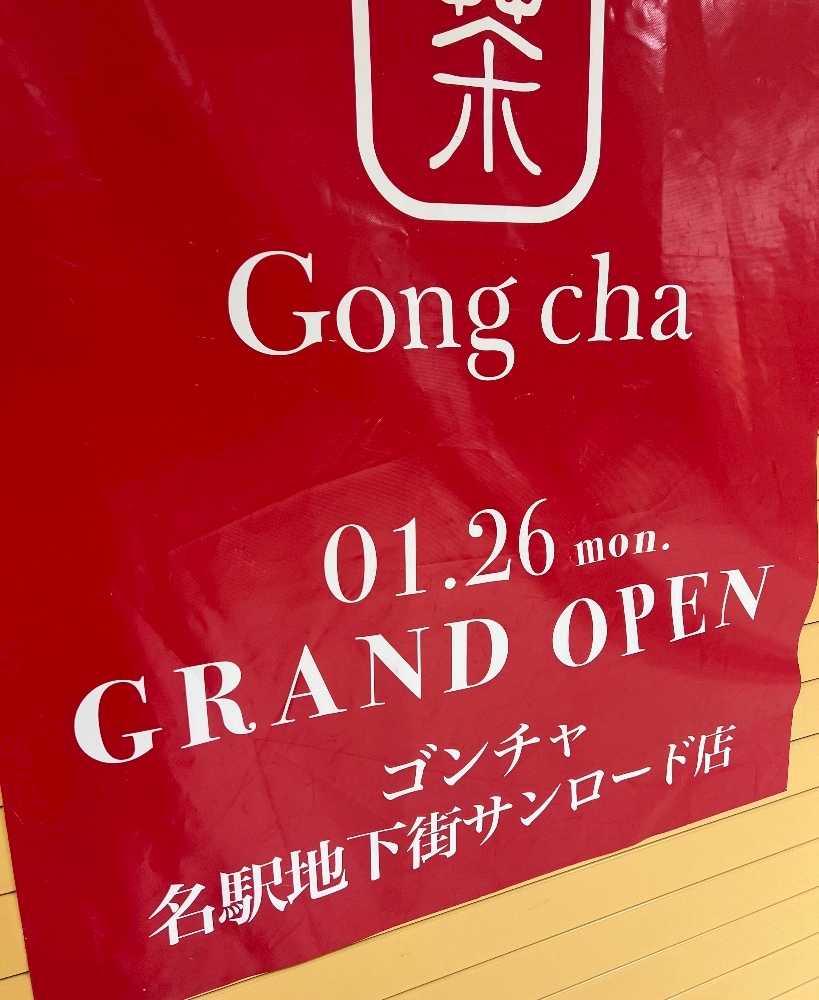 茶
Gong cha
01.26 mon.
GRAND OPEN
ゴンチャ
名駅地下街サンロード店